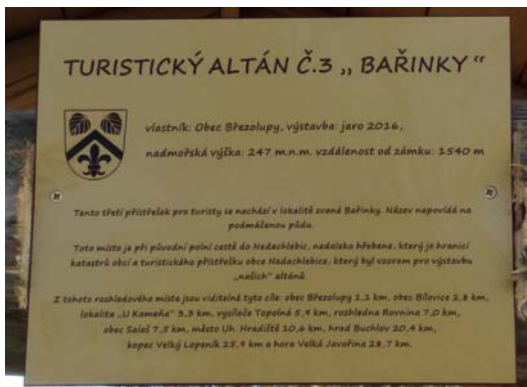 TURISTICKÝ ALTÁN Č.3 „ BAŘINKY “
vlastník: Obec Březolupy, výstavba: jaro 2016,
nadmořská výška: 247 m.n.m. vzdálenost od zámku: 1540 m
Tento třetí přístřešek pro turisty se nachází v lokalitě zvané Bařinky. Název napovídá na
podmáčenou půdu.
Toto místo je při původní polní cestě do Nedachlebic, nedaleko hřebene, který je hranicí
katastrů obcí a turistického přístřešku obce Nedachlebice, který byl vzorem pro výstavbu
„našich“ altánů.
Z tohoto rozhledového místa jsou viditelné tyto cíle: obec Březolupy 1,1 km, obec Bílovice 2,8 km,
lokalita „U Kameňa“ 3,3 km, vysílače Topolná 5,9 km, rozhledna Rovnina 7,0 km,
obec Salaš 7,5 km, město Uh. Hradiště 10,6 km, hrad Buchlov 20,4 km,
kopec Velký Lopeník 25,9 km a hora Velká Javořina 28,7 km.